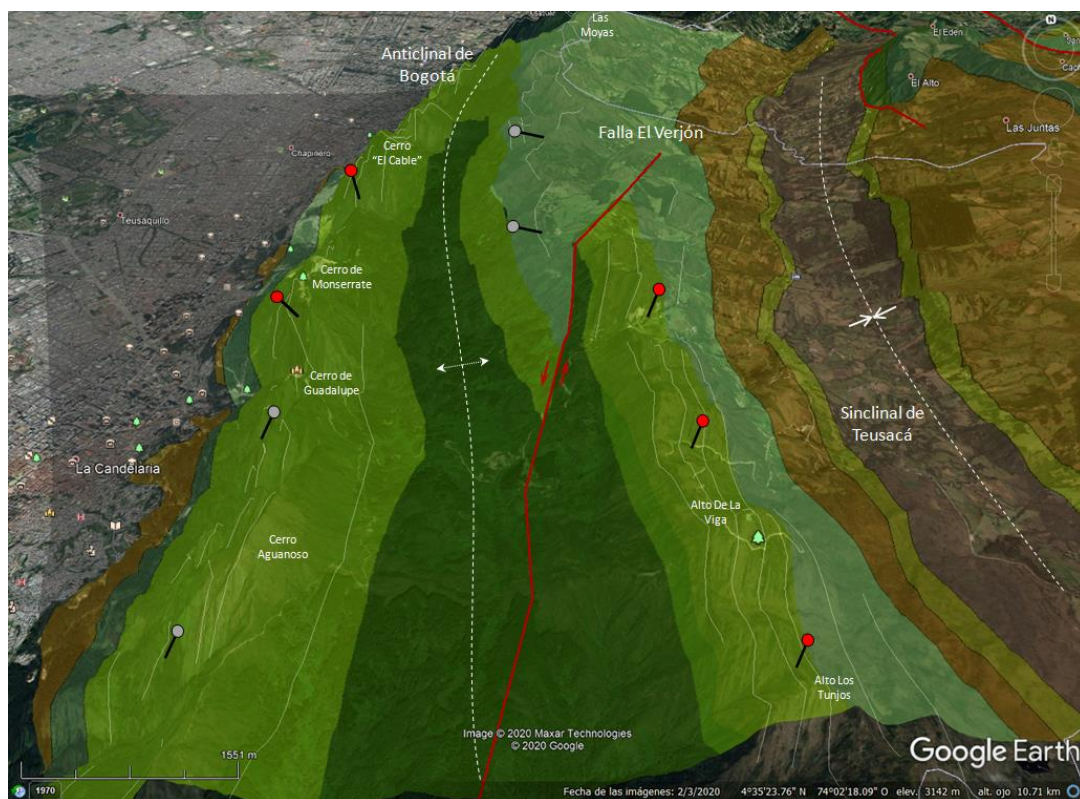 Las
Moyas
Anticlinal de
Bogotá
El Eden
El Alto
Las Juntas
Falla El Verjón
Cerro
“El Cable”
Chapinero
Teusaquillo
Cerro de
Monserrate
Cerro de
Guadalupe
Sinclinal de
Teusacá
La Candelaria
Alto De La
Viga
Cerro
Aguanoso
Alto Los
Tunjos
Image © 2020 Maxar Technologies
© 2020 Google
1551 m
Google Earth
1970
Fecha de las imágenes: 2/3/2020 4°35'23.76" N 74°02'18.09" O elev. 3142 m alt. ojo 10.71 km
N